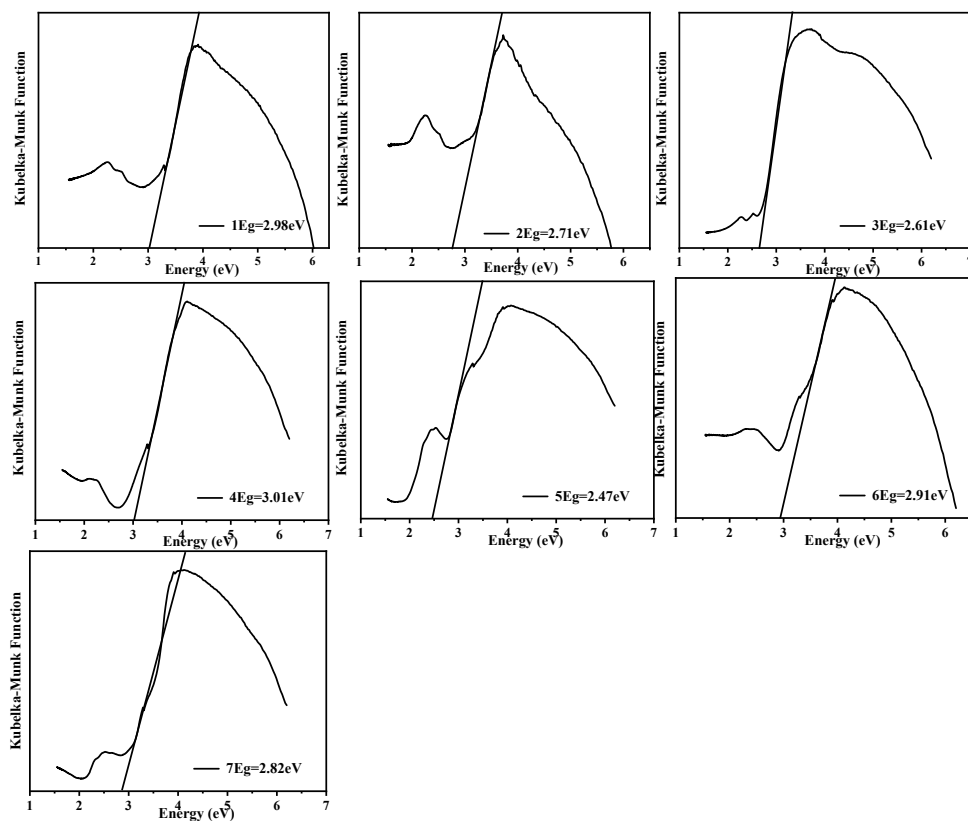 Kubelka-Munk Function
1Eg=2.98eV
1 2 3 4 5 6
Energy (eV)
Kubelka-Munk Function
2Eg=2.71eV
1 2 3 4 5 6
Energy (eV)
Kubelka-Munk Function
3Eg=2.61eV
1 2 3 4 5 6 7
Energy (eV)
Kubelka-Munk Function
4Eg=3.01eV
1 2 3 4 5 6 7
Energy (eV)
Kubelka-Munk Function
5Eg=2.47eV
1 2 3 4 5 6 7
Energy (eV)
Kubelka-Munk Function
6Eg=2.91eV
1 2 3 4 5 6
Energy (eV)
Kubelka-Munk Function
7Eg=2.82eV
1 2 3 4 5 6 7
Energy (eV)